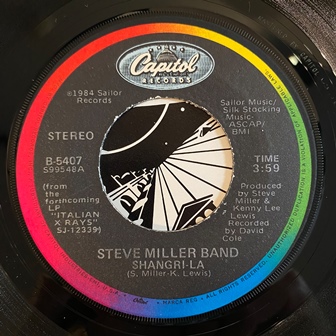 Capitol
RECORDS
℗1984 Sailor
Records
Sailor Music/
Silk Stocking
Music
ASCAP/
BMI
STEREO
B-5407
S99548A
TIME
3:59
(from
the
forthcoming
LP
"ITALIAN
X RAYS"
SJ-12339)
Produced
by Steve
Miller &
Kenny Lee
Lewis
Recorded
by David
Cole
STEVE MILLER BAND
SHANGRI-LA
(S. Miller-K. Lewis)